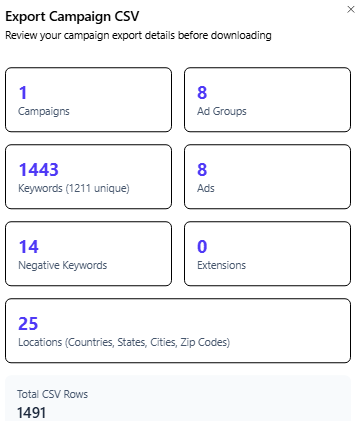 Export Campaign CSV
Review your campaign export details before downloading
1
Campaigns
8
Ad Groups
1443
Keywords (1211 unique)
8
Ads
14
Negative Keywords
0
Extensions
25
Locations (Countries, States, Cities, Zip Codes)
Total CSV Rows
1491